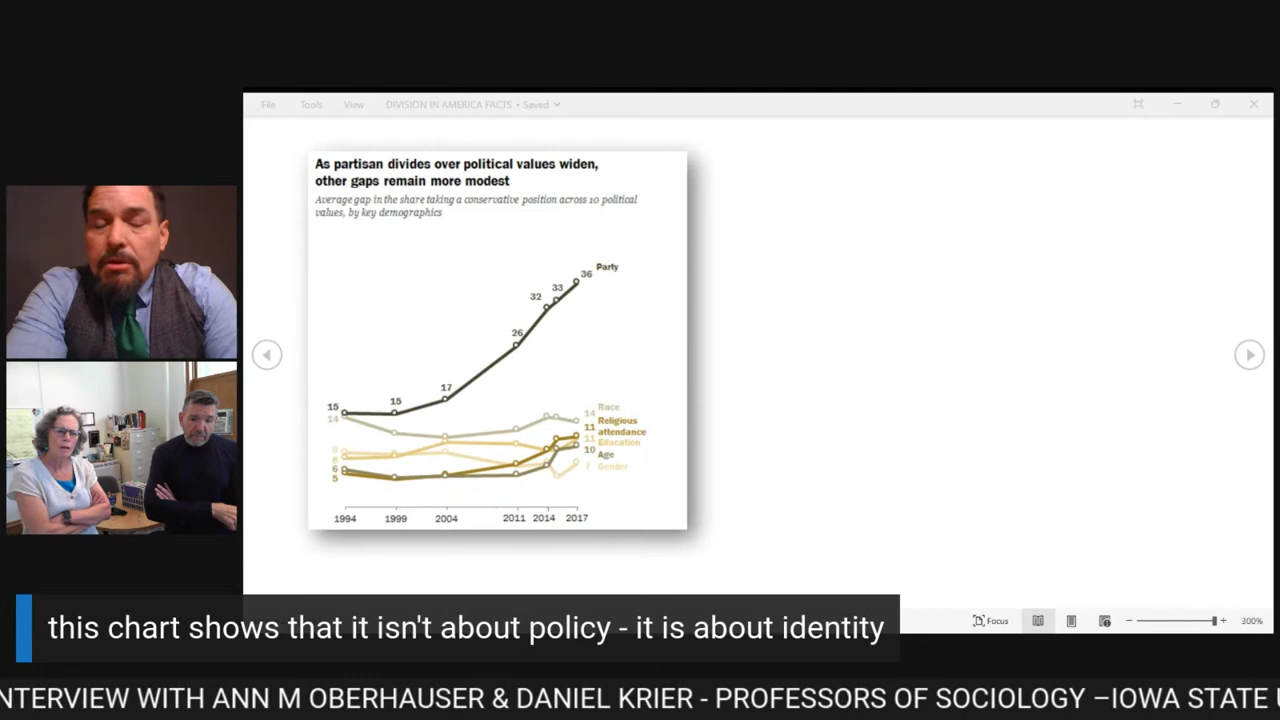 File Tools View DIVISION IN AMERICA FACTS • Saved
As partisan divides over political values widen,
other gaps remain more modest
Average gap in the share taking a conservative position across 10 political
values, by key demographics
36 Party
33
32
26
17
15
15
14
14 Race
11 Religious
attendance
11 Education
10 Age
7 Gender
6
5
1994 1999 2004 2011 2014 2017
this chart shows that it isn't about policy - it is about identity
Focus
300%
NTERVIEW WITH ANN M OBERHAUSER & DANIEL KRIER - PROFESSORS OF SOCIOLOGY –IOWA STATE